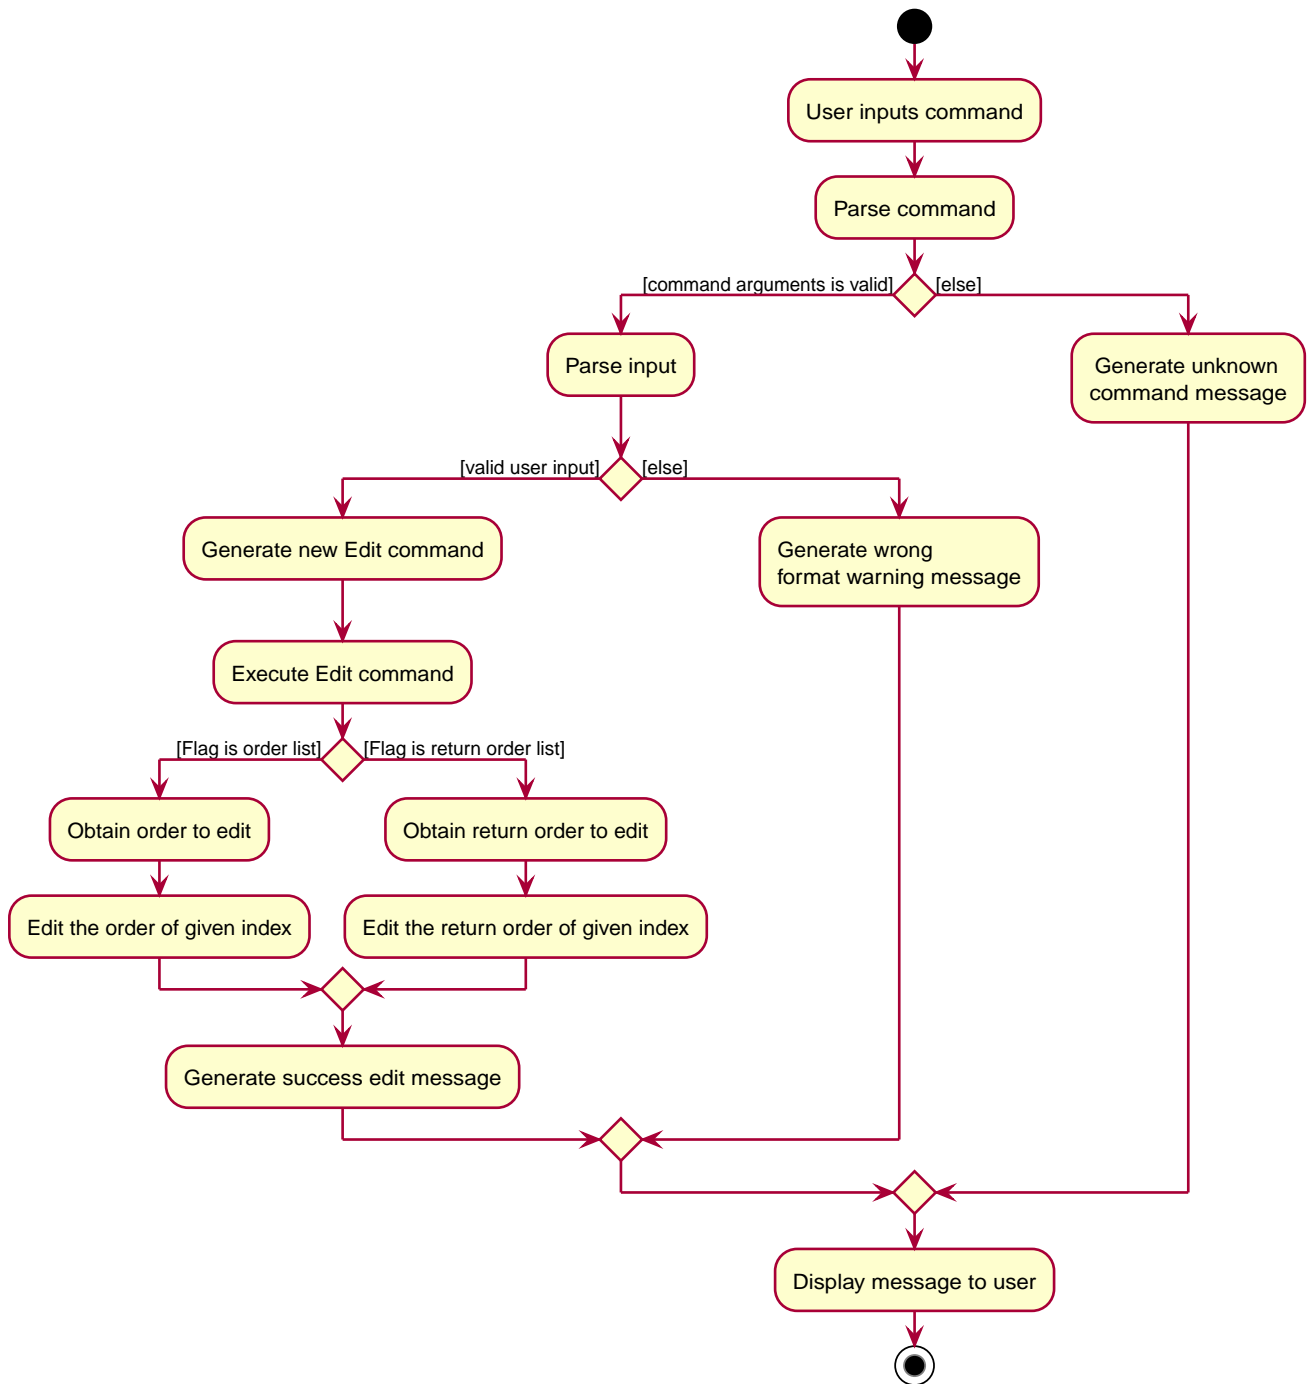 User inputs command
Parse command
[command arguments is valid]
[else]
Parse input
Generate unknown
command message
[valid user input]
[else]
Generate new Edit command
Generate wrong
format warning message
Execute Edit command
[Flag is order list]
[Flag is return order list]
Obtain order to edit
Obtain return order to edit
Edit the order of given index
Edit the return order of given index
Generate success edit message
Display message to user